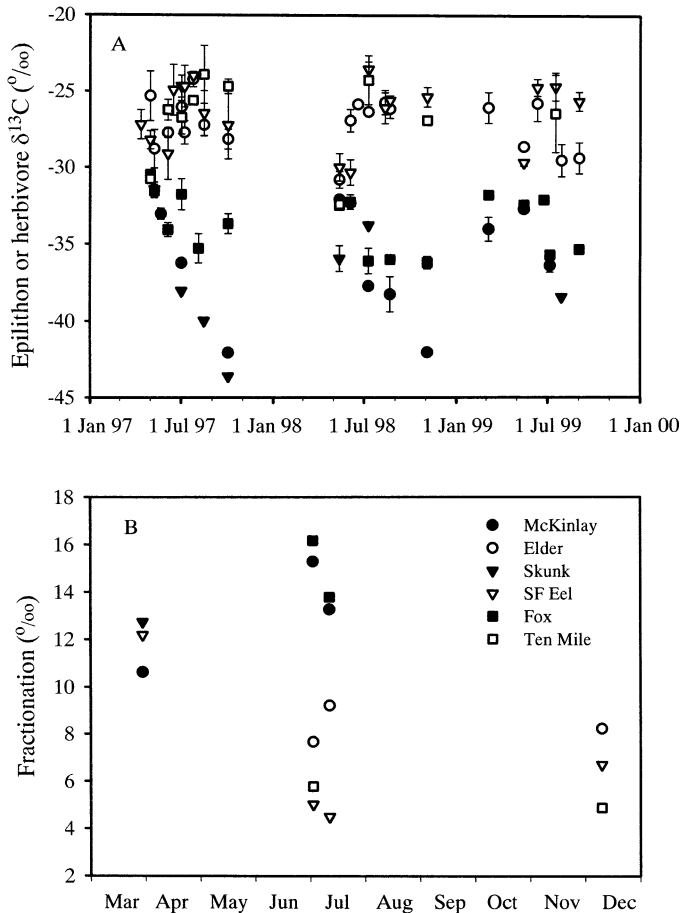 A
Epilithon or herbivore δ13C (o/oo)
-20
-25
-30
-35
-40
-45
1 Jan 97 1 Jul 97 1 Jan 98 1 Jul 98 1 Jan 99 1 Jul 99 1 Jan 00
B
Fractionation (o/oo)
18
16
14
12
10
8
6
4
2
McKinlay
Elder
Skunk
SF Eel
Fox
Ten Mile
Mar Apr May Jun Jul Aug Sep Oct Nov Dec